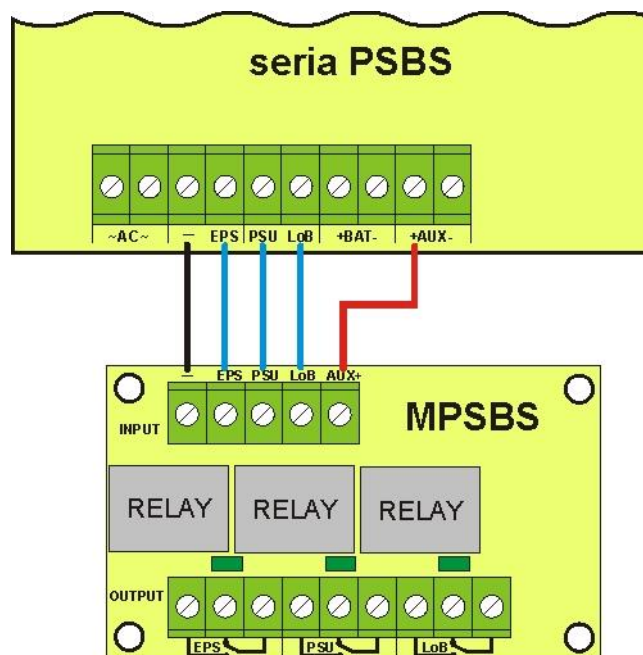 seria PSBS
~AC~ — EPS PSU LoB +BAT- +AUX-
— EPS PSU LoB AUX+
INPUT
MPSBS
RELAY RELAY RELAY
OUTPUT
EPS PSU LoB